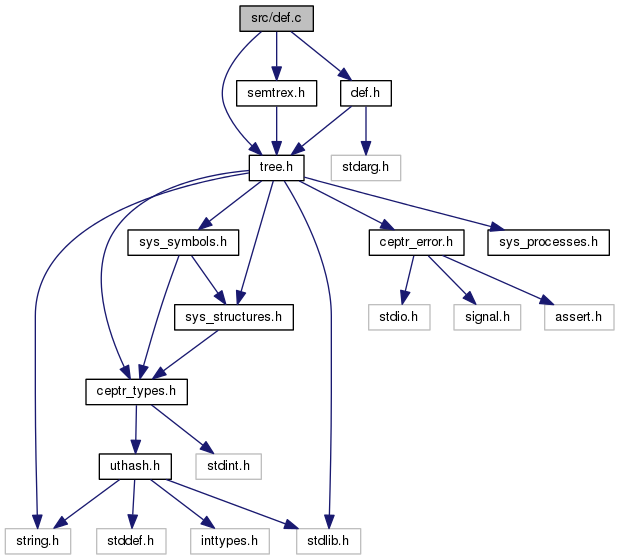 src/def.c
semtrex.h
def.h
tree.h
stdarg.h
sys_symbols.h
ceptr_error.h
sys_processes.h
sys_structures.h
stdio.h
signal.h
assert.h
ceptr_types.h
uthash.h
stdint.h
string.h
stddef.h
inttypes.h
stdlib.h